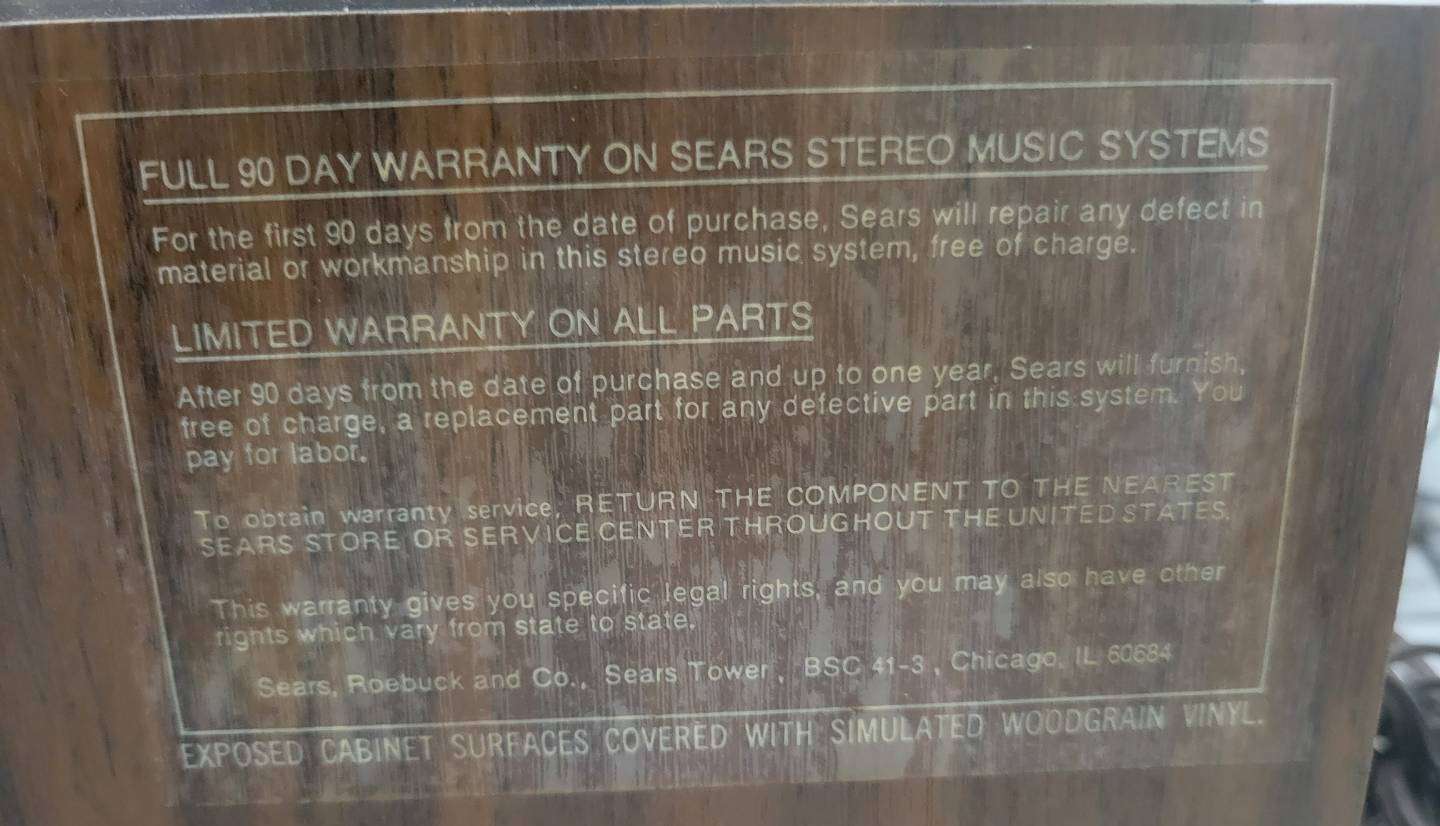 FULL 90 DAY WARRANTY ON SEARS STEREO MUSIC SYSTEMS
For the first 90 days from the date of purchase, Sears will repair any defect in
material or workmanship in this stereo music system, free of charge.
LIMITED WARRANTY ON ALL PARTS
After 90 days from the date of purchase and up to one year, Sears will furnish,
free of charge, a replacement part for any defective part in this system. You
pay for labor.
To obtain warranty service, RETURN THE COMPONENT TO THE NEAREST
SEARS STORE OR SERVICE CENTER THROUGHOUT THE UNITED STATES.
This warranty gives you specific legal rights, and you may also have other
rights which vary from state to state.
Sears, Roebuck and Co., Sears Tower, BSC 41-3, Chicago, IL 60684
EXPOSED CABINET SURFACES COVERED WITH SIMULATED WOODGRAIN VINYL.